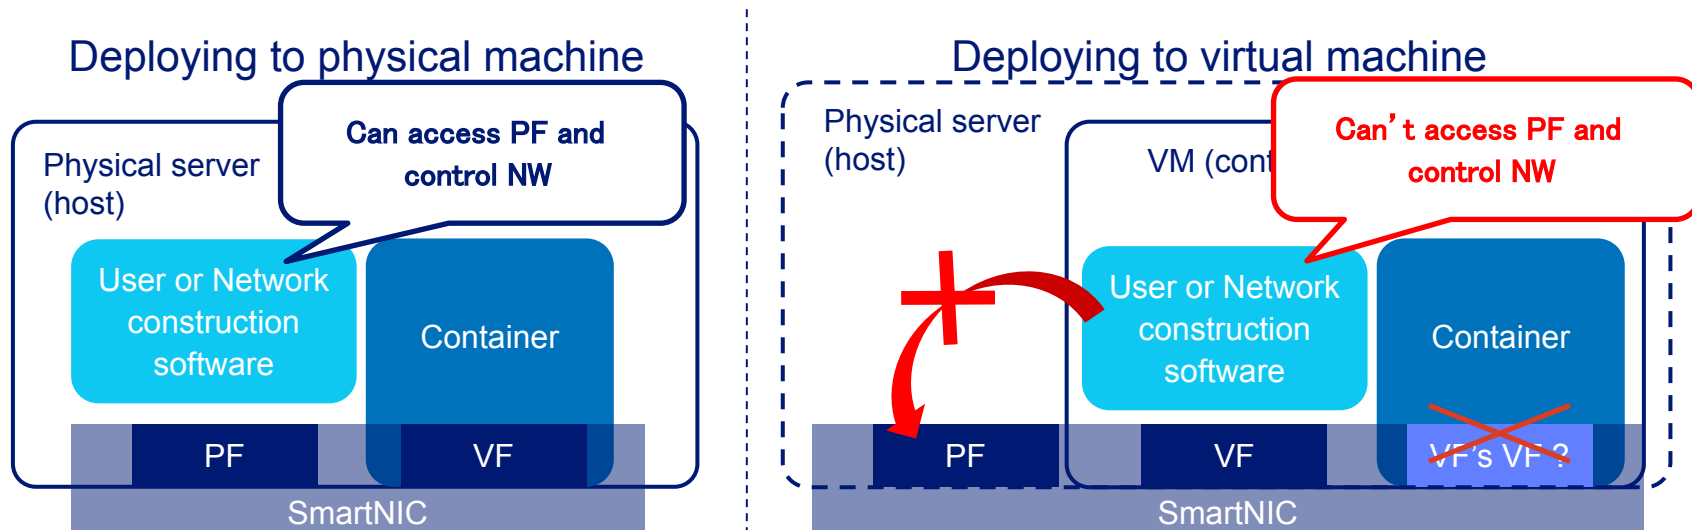 Deploying to physical machine
Can access PF and
control NW
Physical server
(host)
User or Network
construction
software
Container
PF
VF
SmartNIC
Deploying to virtual machine
Can't access PF and
control NW
Physical server
(host)
VM (cont
User or Network
construction
software
Container
PF
VF
VF's VF ?
SmartNIC